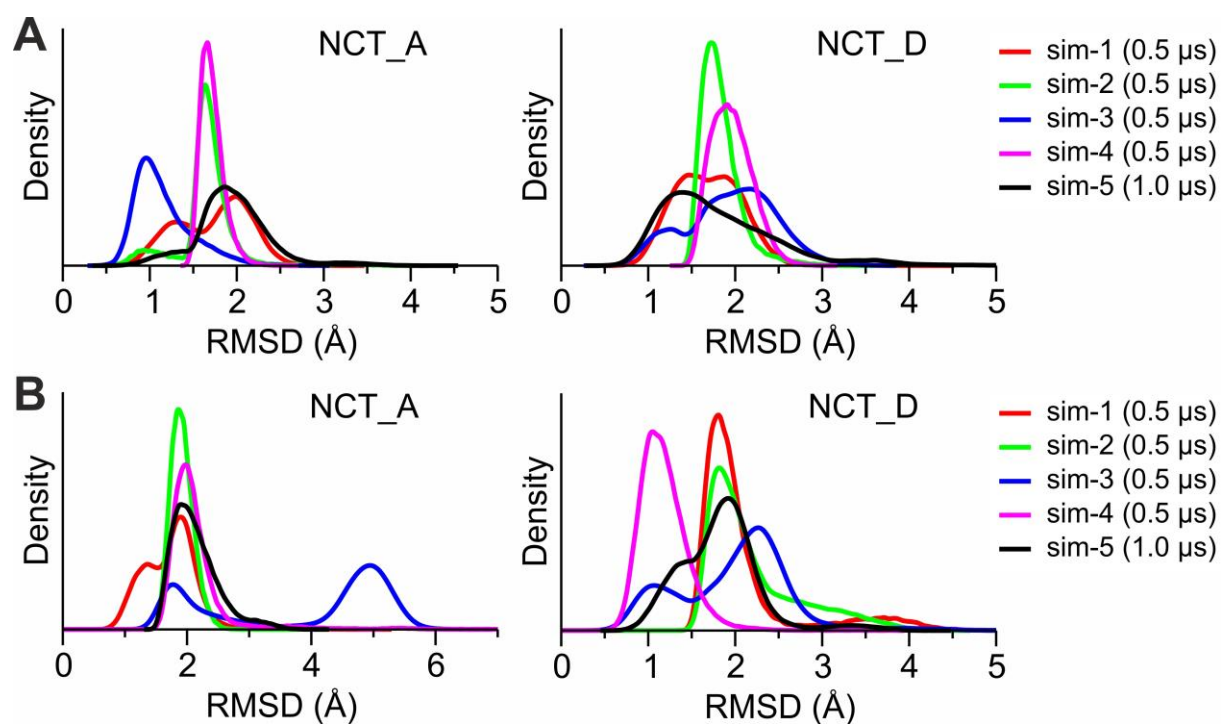 A
NCT_A
NCT_D
sim-1 (0.5 µs)
sim-2 (0.5 µs)
sim-3 (0.5 µs)
sim-4 (0.5 µs)
sim-5 (1.0 µs)
Density
Density
0 1 2 3 4 5
0 1 2 3 4 5
RMSD (Å)
RMSD (Å)
B
NCT_A
NCT_D
sim-1 (0.5 µs)
sim-2 (0.5 µs)
sim-3 (0.5 µs)
sim-4 (0.5 µs)
sim-5 (1.0 µs)
Density
Density
0 2 4 6
0 1 2 3 4 5
RMSD (Å)
RMSD (Å)